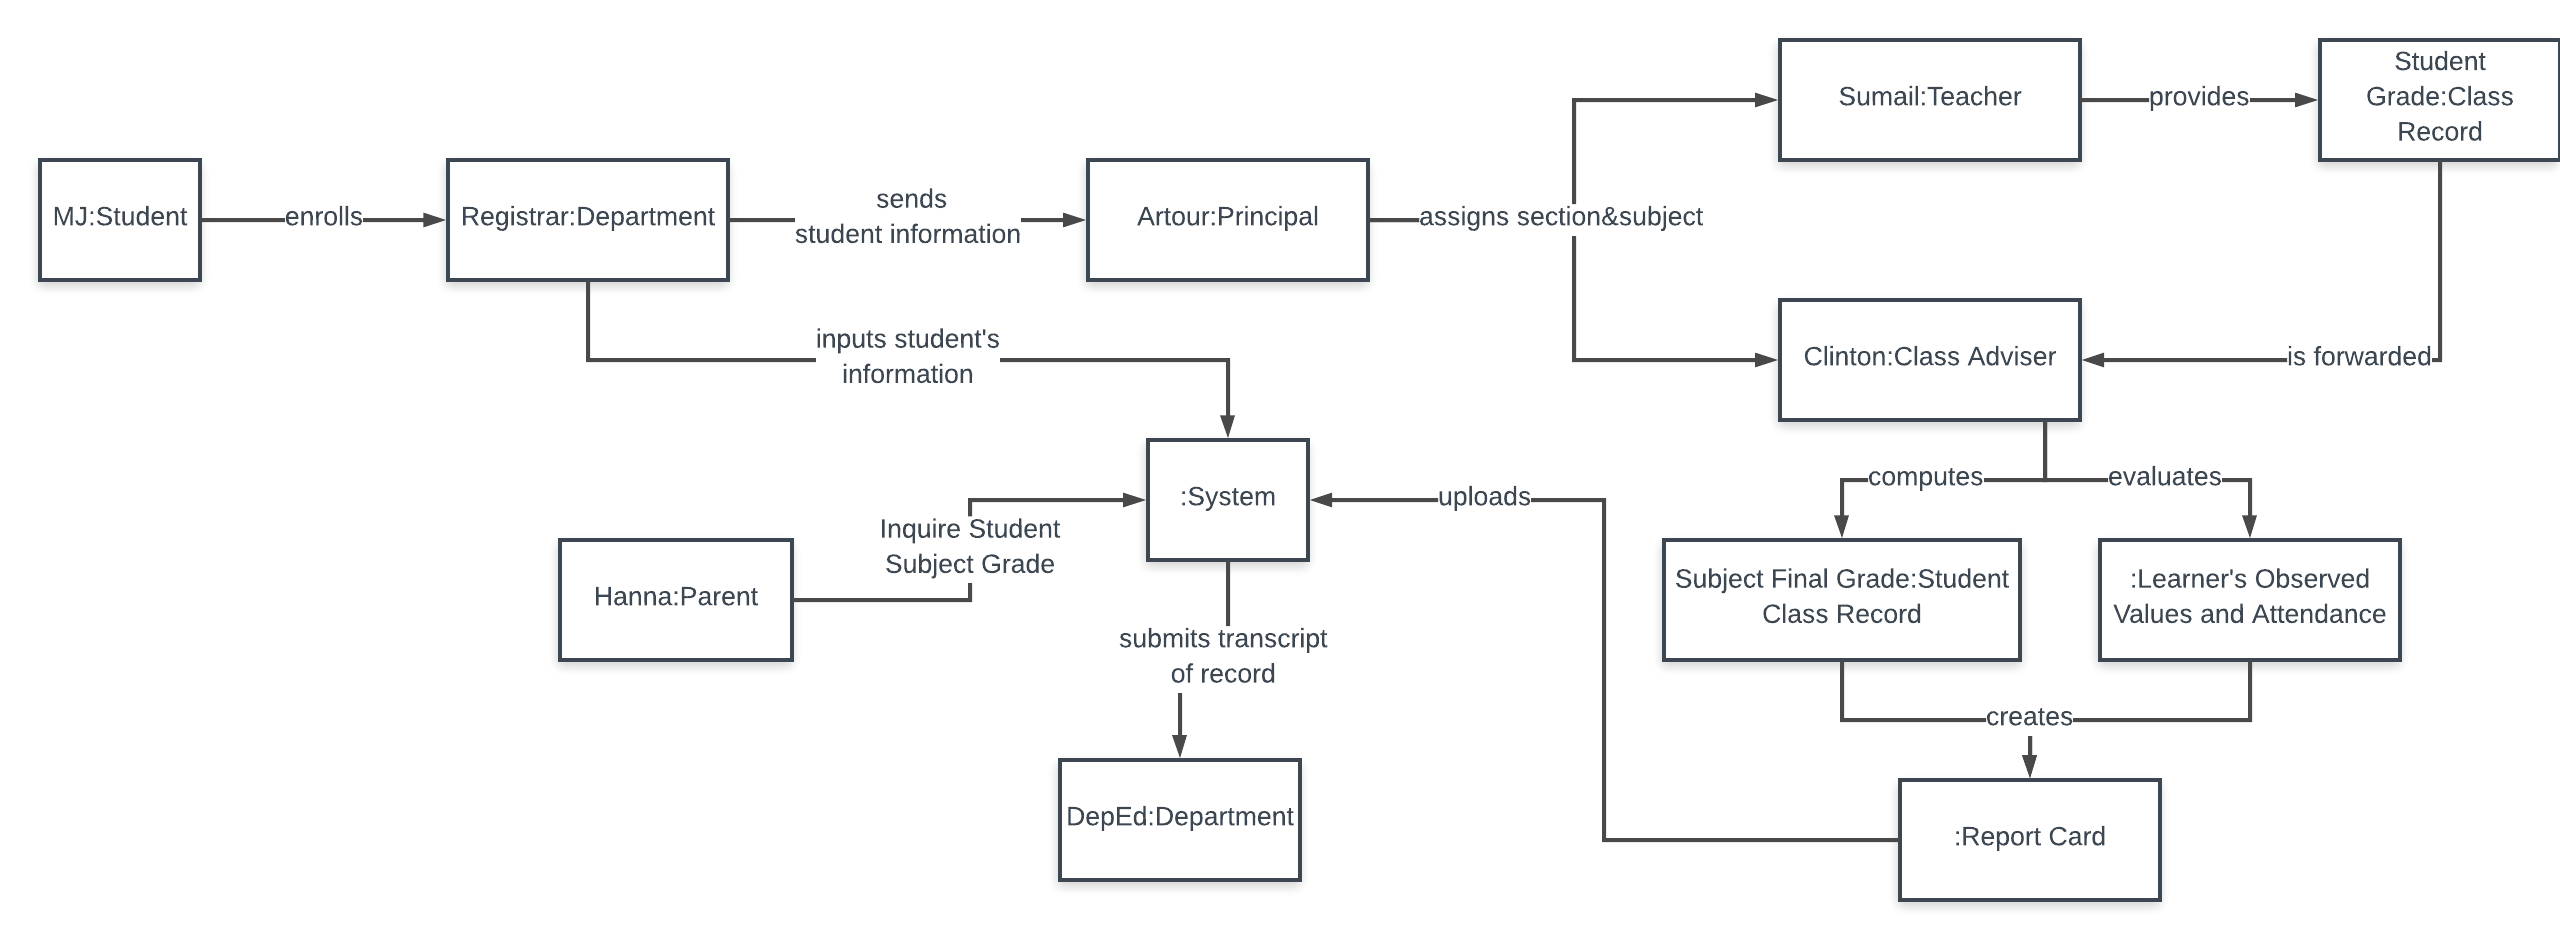 Student
Grade:Class
Record
Sumail:Teacher
provides
MJ:Student
enrolls
Registrar:Department
sends
student information
Artour:Principal
assigns section&subject
inputs student's
information
Clinton:Class Adviser
is forwarded
computes
evaluates
:System
uploads
Inquire Student
Subject Grade
Hanna:Parent
Subject Final Grade:Student
Class Record
:Learner's Observed
Values and Attendance
submits transcript
of record
creates
DepEd:Department
:Report Card